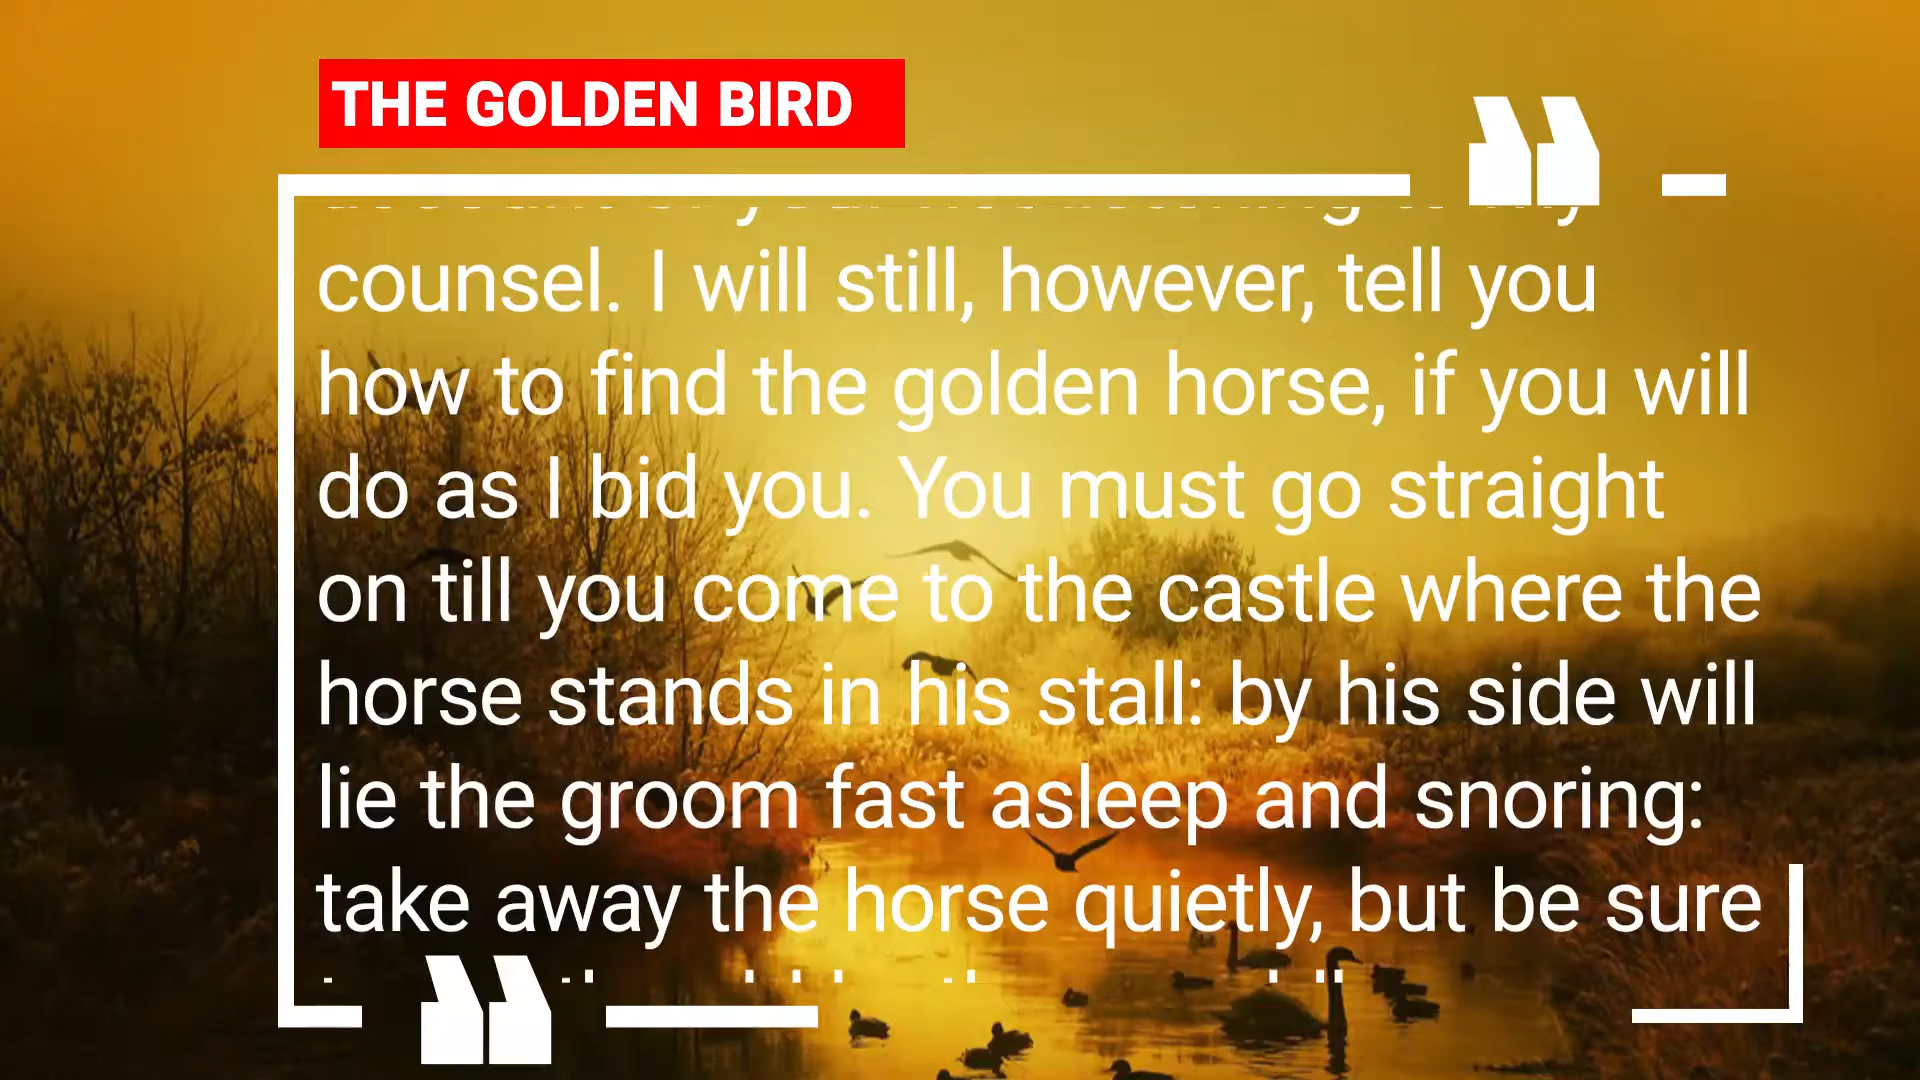 THE GOLDEN BIRD
counsel. I will still, however, tell you
how to find the golden horse, if you will
do as I bid you. You must go straight
on till you come to the castle where the
horse stands in his stall: by his side will
lie the groom fast asleep and snoring:
take away the horse quietly, but be sure